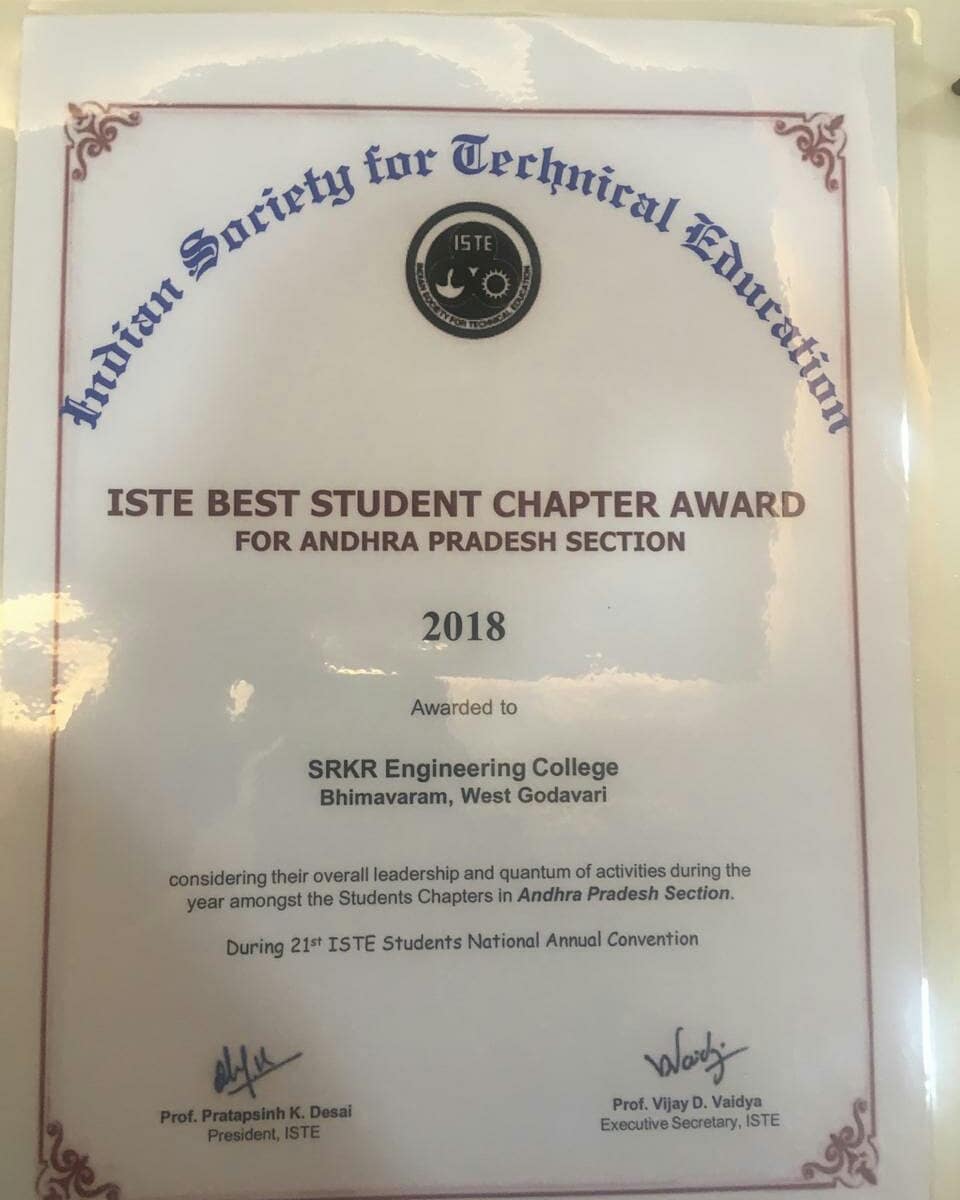 Indian Society for Technical Education
ISTE
INDIAN SOCIETY FOR TECHNICAL EDUCATION
ISTE BEST STUDENT CHAPTER AWARD
FOR ANDHRA PRADESH SECTION
2018
Awarded to
SRKR Engineering College
Bhimavaram, West Godavari
considering their overall leadership and quantum of activities during the
year amongst the Students Chapters in Andhra Pradesh Section.
During 21st ISTE Students National Annual Convention
Prof. Pratapsinh K. Desai
President, ISTE
Vaidy.
Prof. Vijay D. Vaidya
Executive Secretary, ISTE